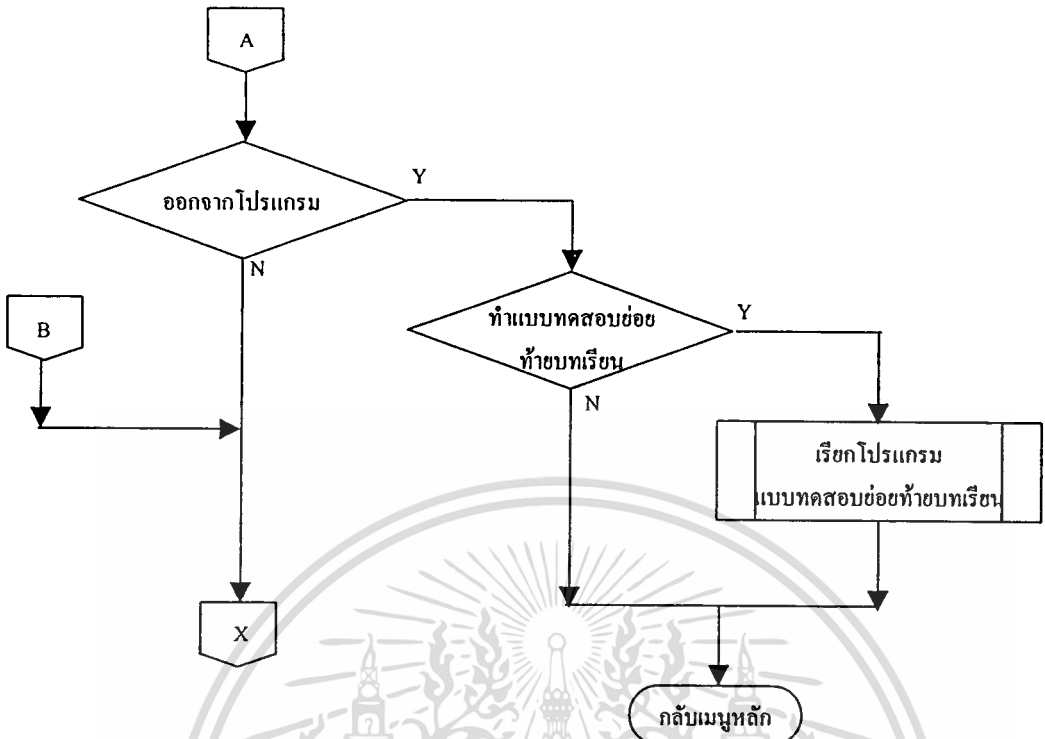 A
ออกจากโปรแกรม
Y
N
B
ทำแบบทดสอบย่อย
ท้ายบทเรียน
Y
N
เรียกโปรแกรม
แบบทดสอบย่อยท้ายบทเรียน
X
กลับเมนูหลัก